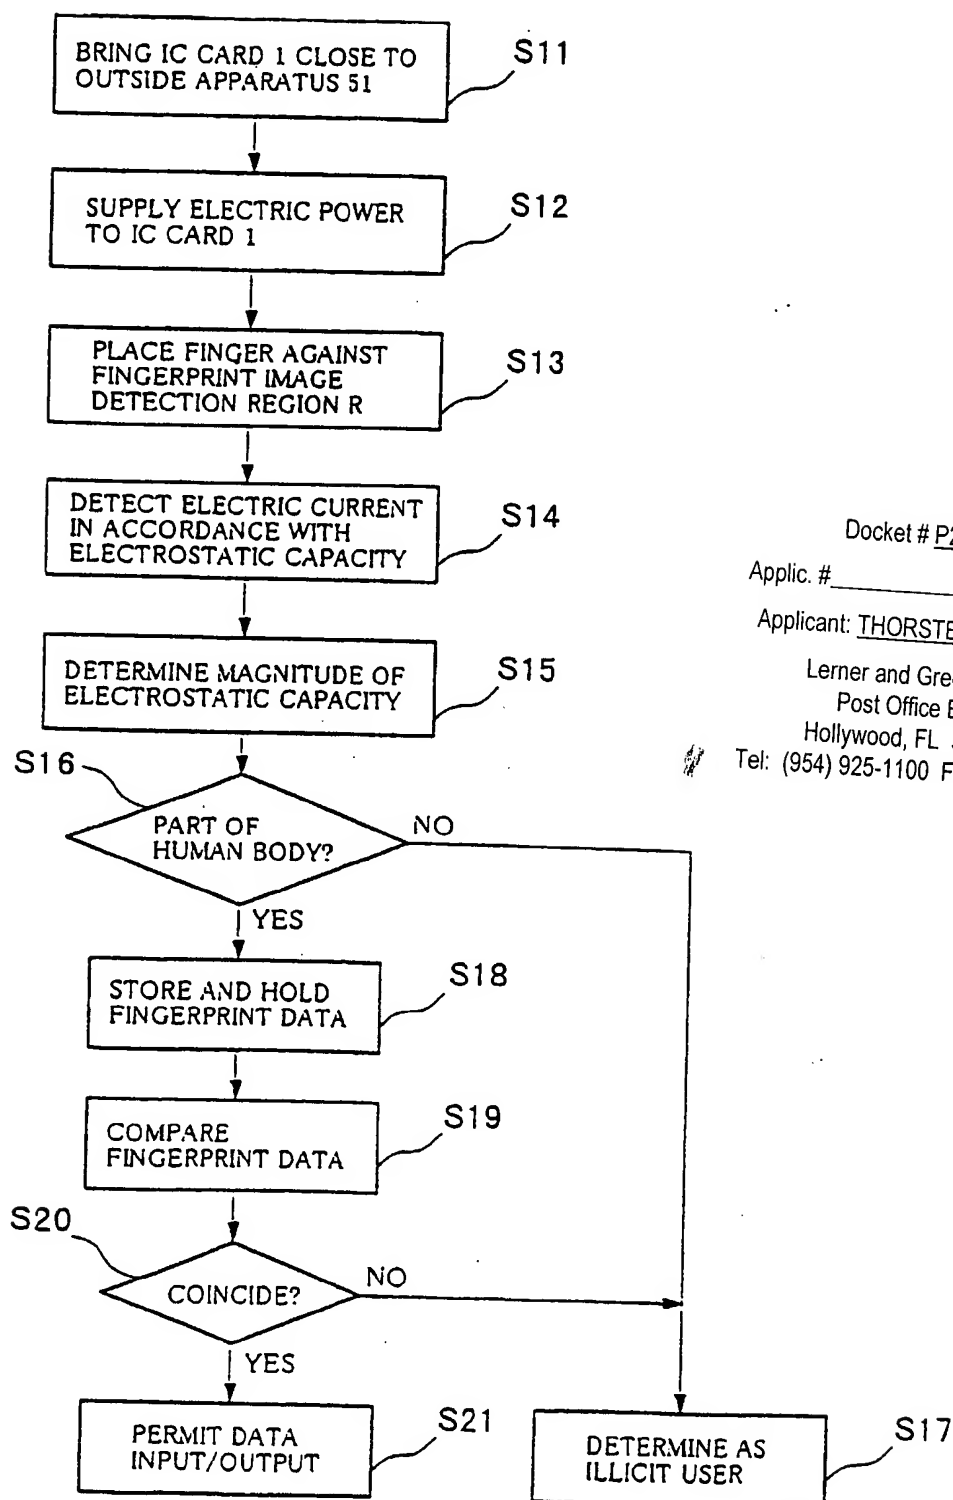 BRING IC CARD 1 CLOSE TO
OUTSIDE APPARATUS 51
S11
SUPPLY ELECTRIC POWER
TO IC CARD 1
S12
PLACE FINGER AGAINST
FINGERPRINT IMAGE
DETECTION REGION R
S13
DETECT ELECTRIC CURRENT
IN ACCORDANCE WITH
ELECTROSTATIC CAPACITY
S14
DETERMINE MAGNITUDE OF
ELECTROSTATIC CAPACITY
S15
S16
PART OF
HUMAN BODY?
NO
YES
STORE AND HOLD
FINGERPRINT DATA
S18
COMPARE
FINGERPRINT DATA
S19
S20
COINCIDE?
NO
YES
PERMIT DATA
INPUT/OUTPUT
S21
DETERMINE AS
ILLICIT USER
S17
Docket #
Applic. #
Applicant:
Lerner and
Post Office
Hollywood, FL
Tel: (954) 925-1100